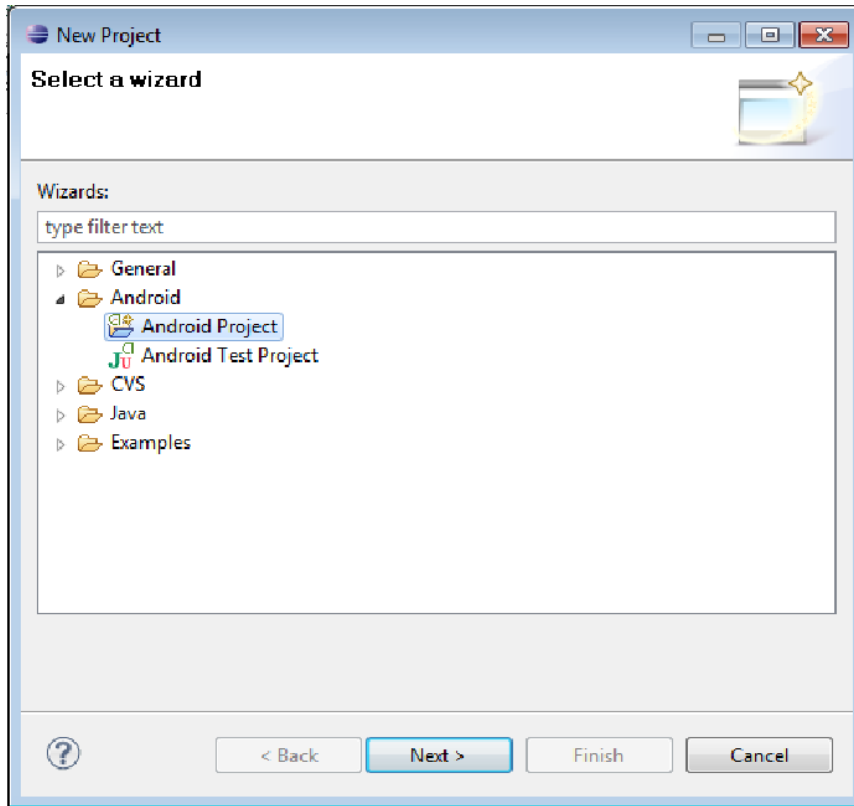 New Project
Select a wizard
Wizards:
type filter text
General
Android
Android Project
Android Test Project
CVS
Java
Examples
< Back Next > Finish Cancel